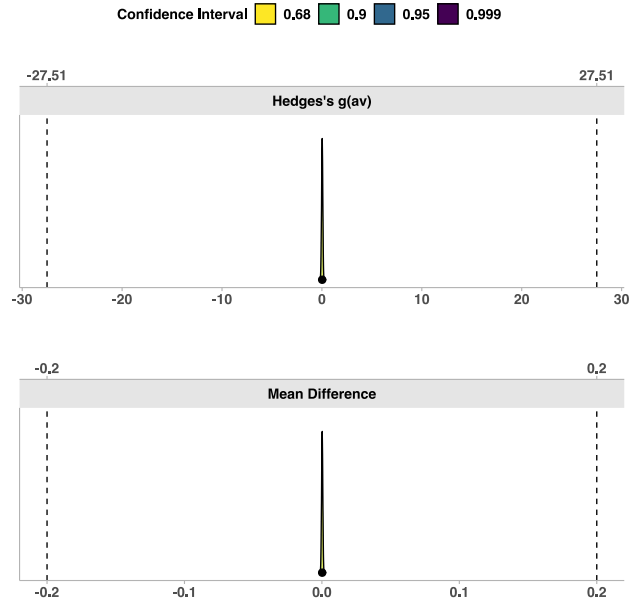 Confidence Interval 0.68 0.9 0.95 0.999
-27.51 27.51
Hedges's g(av)
-30 -20 -10 0 10 20 30
-0.2 0.2
Mean Difference
-0.2 -0.1 0.0 0.1 0.2